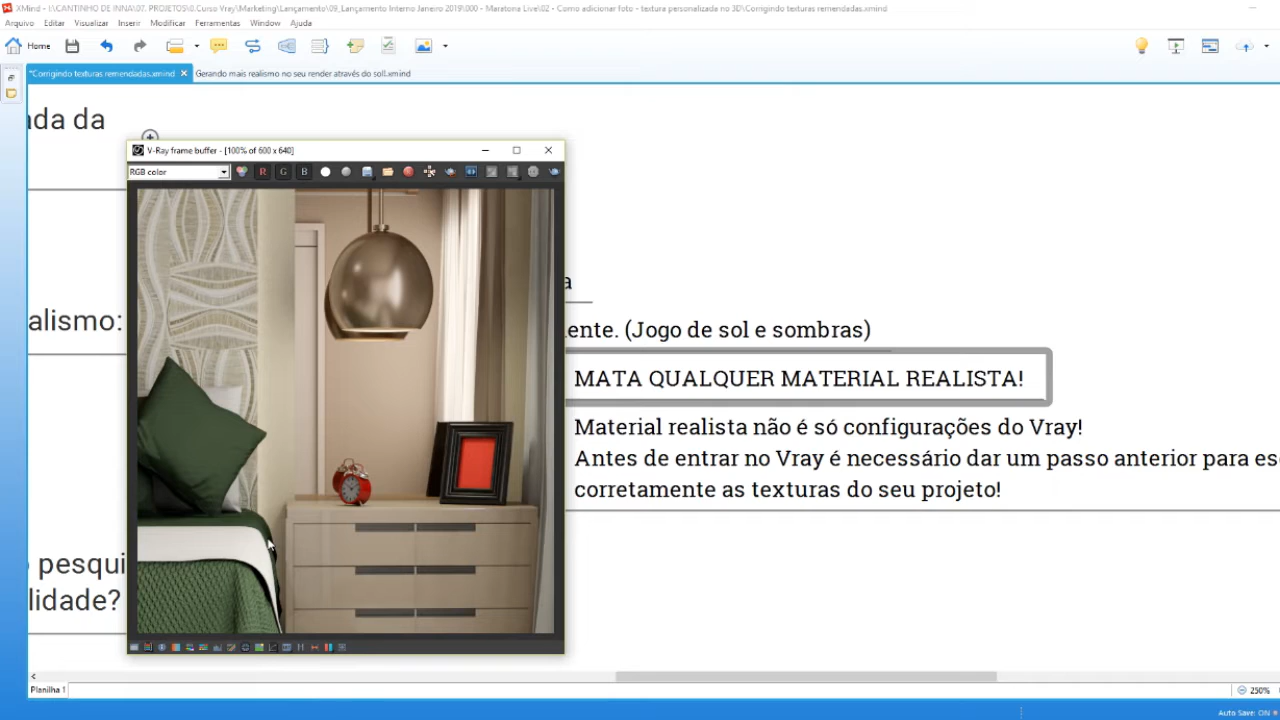 XMind - I:\CANTINHO DE INNA\07. PROJETOS\0.Curso Vray\Marketing\Lançamento\09_Lançamento Interno Janeiro 2019\000 - Maratona Live\02 - Como adicionar foto - textura personalizada no 3D\Corrigindo texturas remendadas.xmind
Arquivo Editar Visualizar Inserir Modificar Ferramentas Window Ajuda
Home
*Corrigindo texturas remendadas.xmind Gerando mais realismo no seu render através do soll.xmind
ada da
V-Ray frame buffer - [100% of 600 x 640]
RGB color R G B
a
alismo:
ente. (Jogo de sol e sombras)
MATA QUALQUER MATERIAL REALISTA!
Material realista não é só configurações do Vray!
Antes de entrar no Vray é necessário dar um passo anterior para es
corretamente as texturas do seu projeto!
pesqui
lidade?
Planilha 1
250%
Auto Save: ON